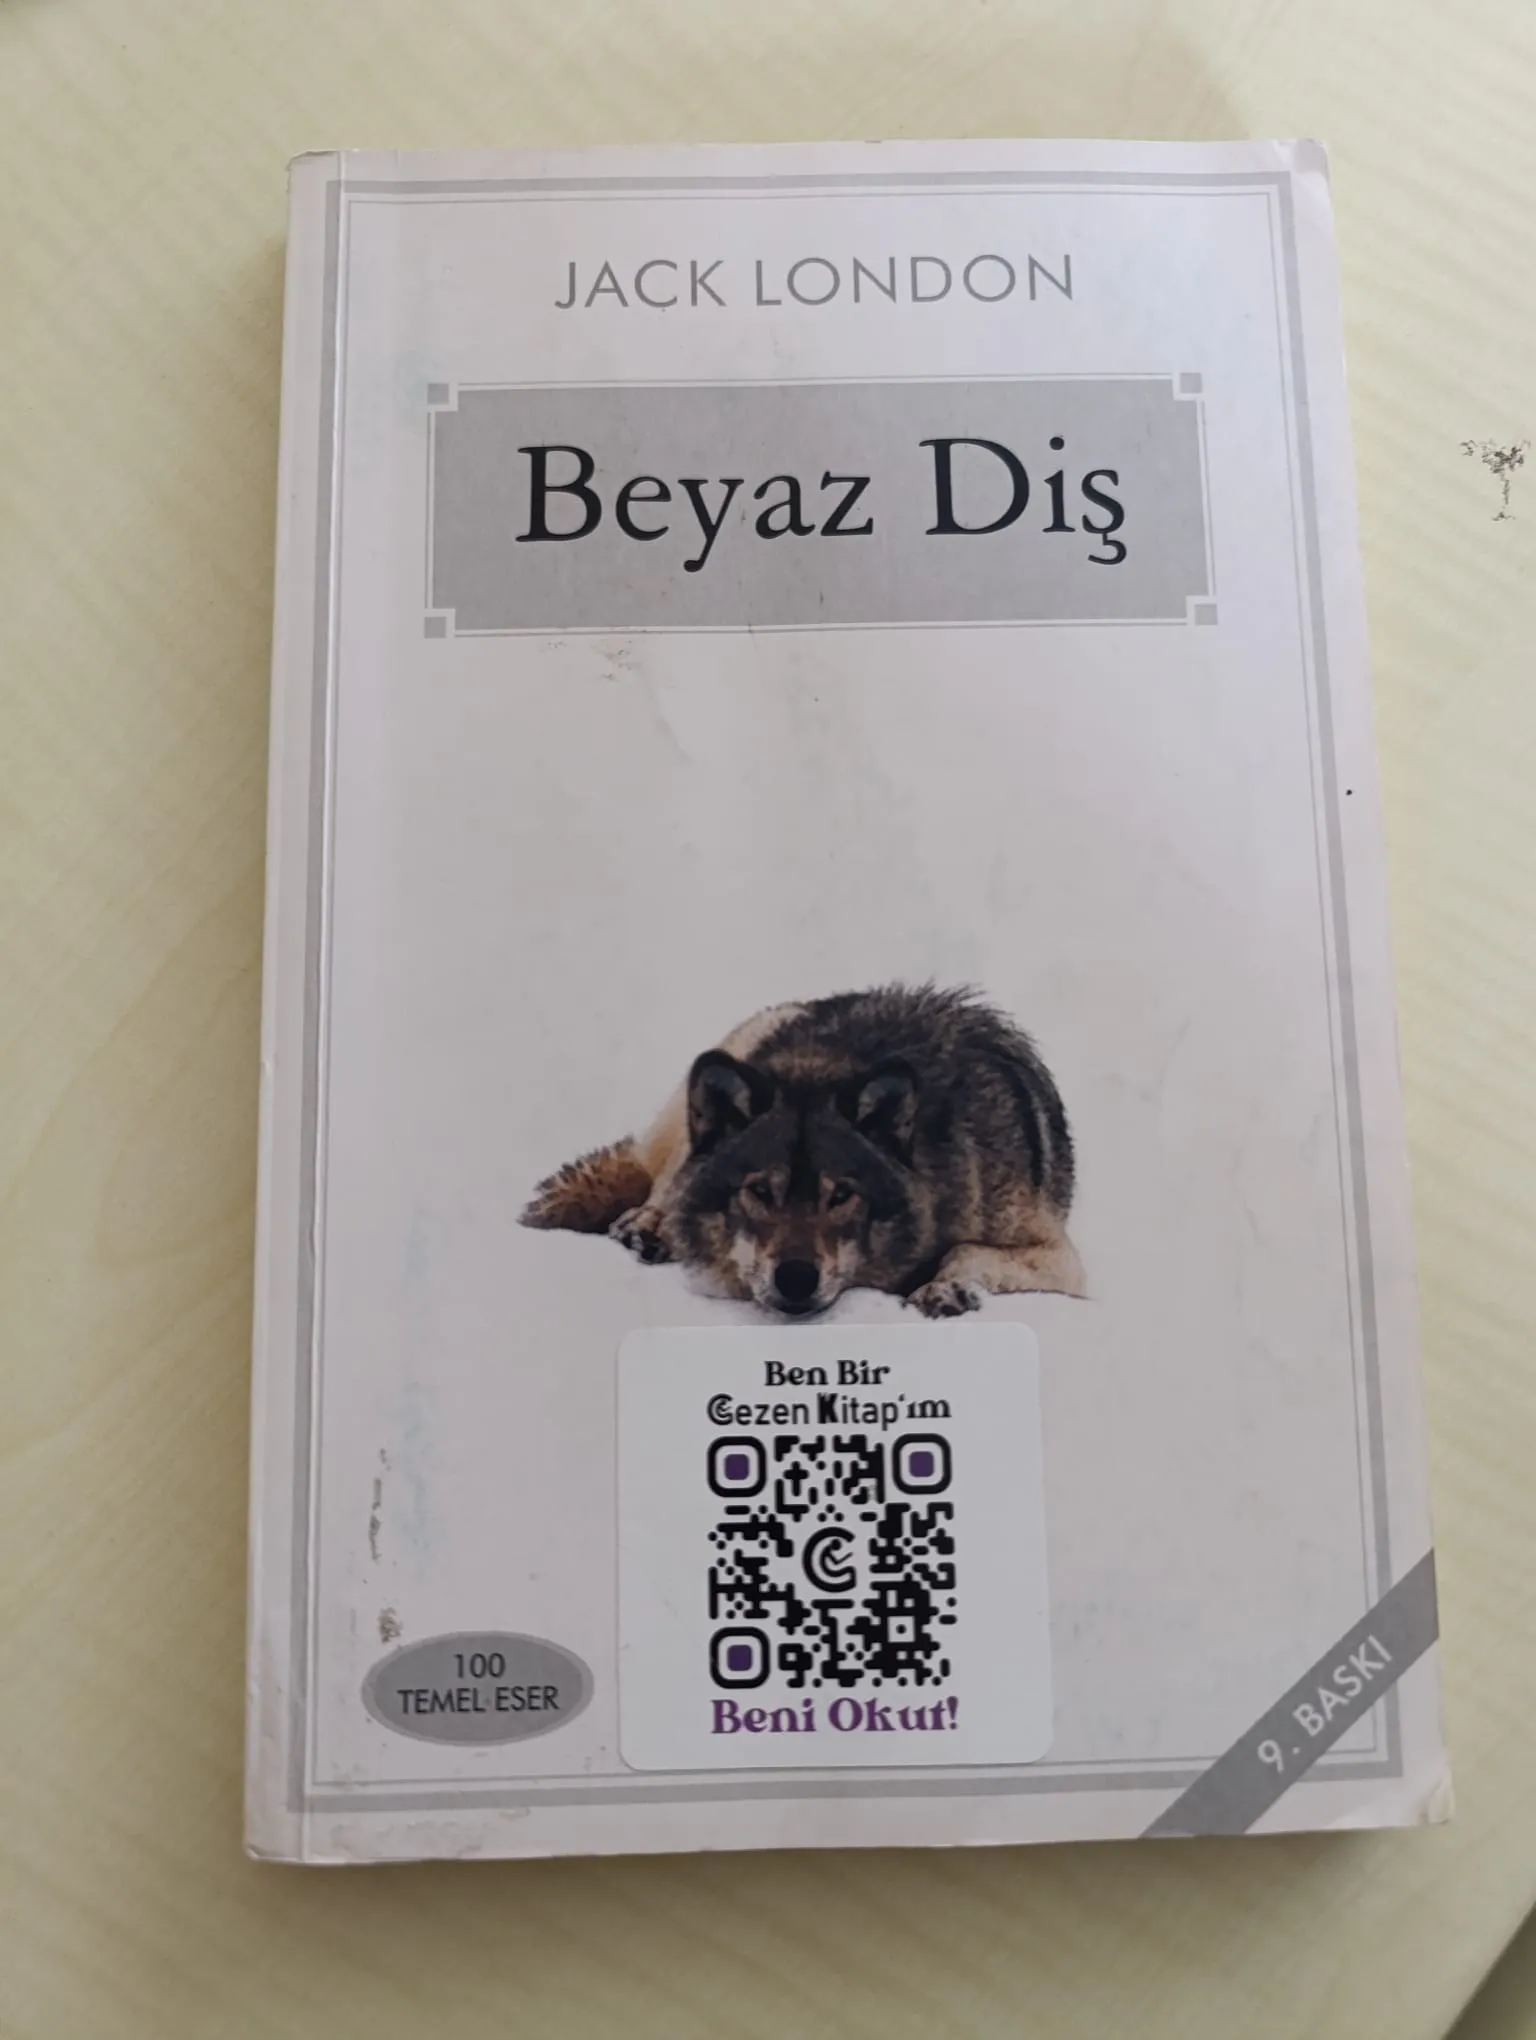 JACK LONDON
Beyaz Diş
Ben Bir
Gezen Kitap'ım
Beni Okut!
100
TEMEL ESER
9. BASKI